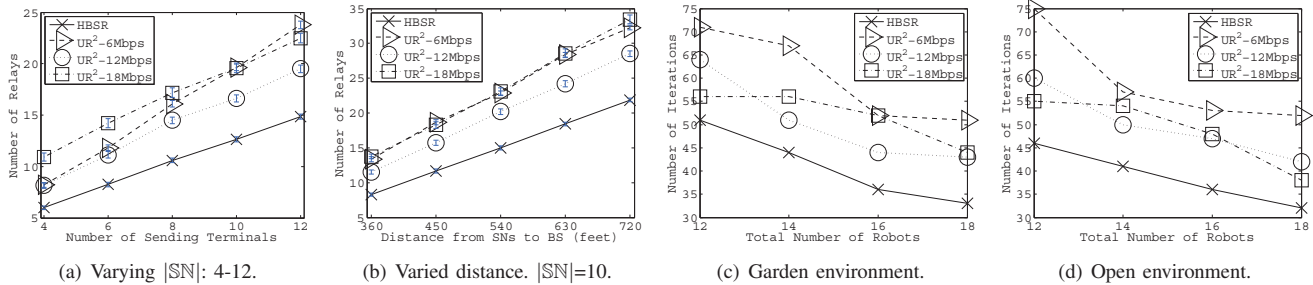 25
20
15
10
5
Number of Relays
HBSR
UR²-6Mbps
UR²-12Mbps
UR²-18Mbps
4 6 8 10 12
Number of Sending Terminals
(a) Varying |𝕊ℕ|: 4-12.
35
30
25
20
15
10
5
Number of Relays
HBSR
UR²-6Mbps
UR²-12Mbps
UR²-18Mbps
360 450 540 630 720
Distance from SNs to BS (feet)
(b) Varied distance. |𝕊ℕ|=10.
75
70
65
60
55
50
45
40
35
30
Number of Iterations
HBSR
UR²-6Mbps
UR²-12Mbps
UR²-18Mbps
12 14 16 18
Total Number of Robots
(c) Garden environment.
75
70
65
60
55
50
45
40
35
30
Number of Iterations
HBSR
UR²-6Mbps
UR²-12Mbps
UR²-18Mbps
12 14 16 18
Total Number of Robots
(d) Open environment.